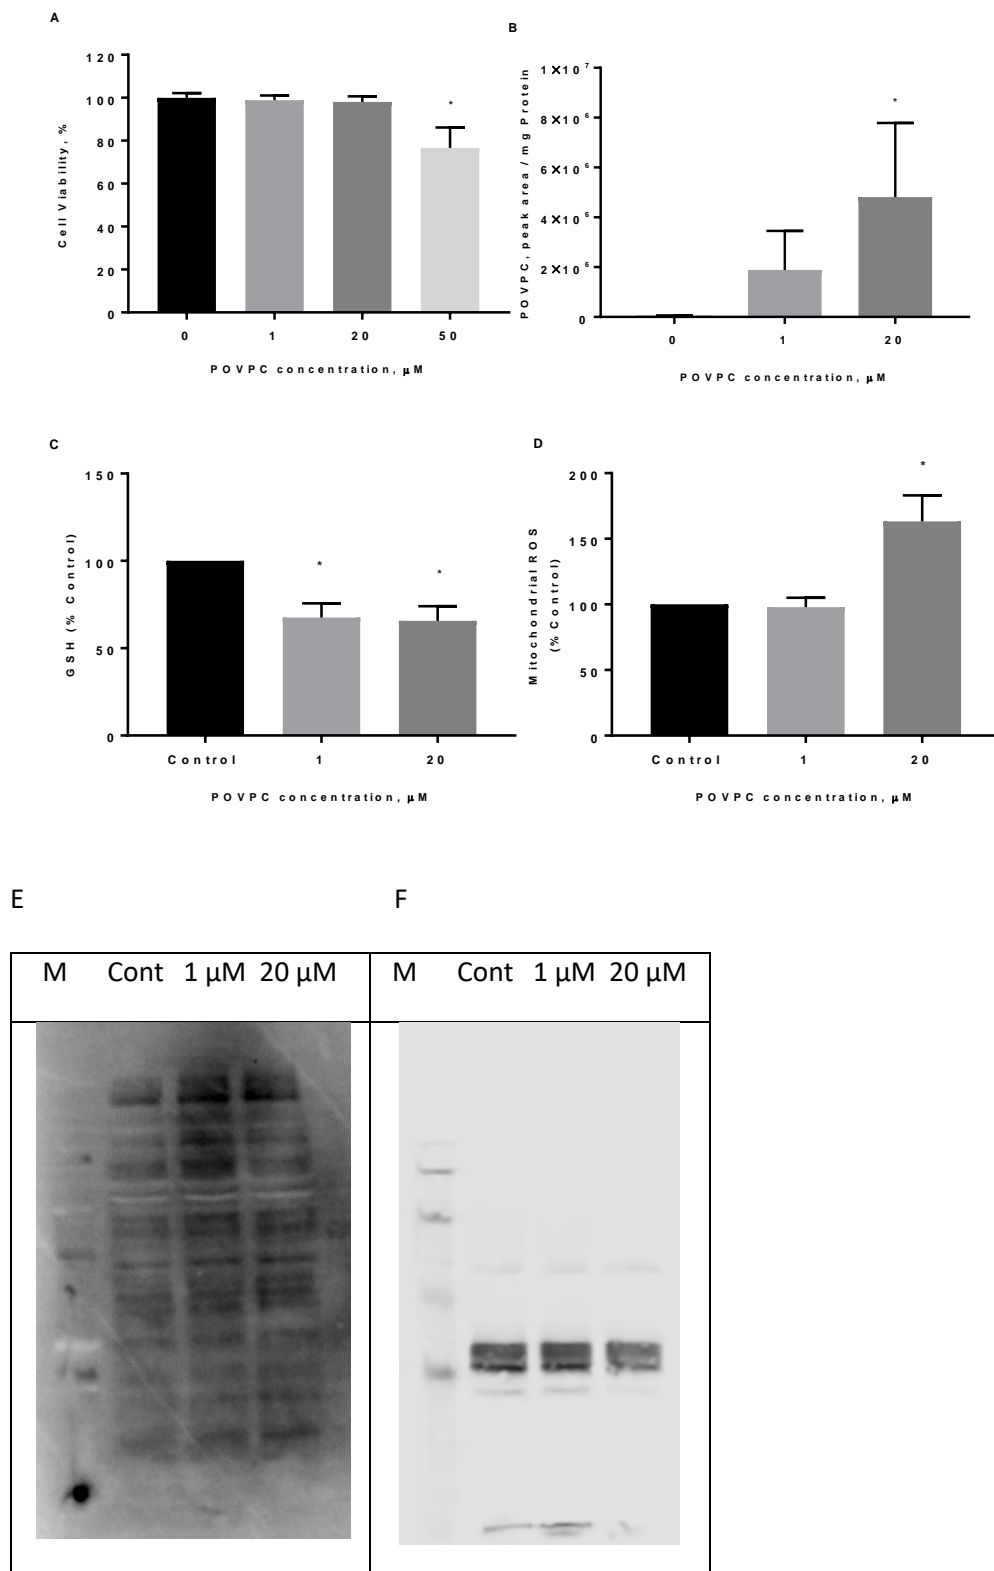 A
120
100
80
60
40
20
0
Cell Viability, %
*
0 1 20 50
POVPC concentration, μM
B
1×10⁷
8×10⁶
6×10⁶
4×10⁶
2×10⁶
0
POVPC, peak area / mg Protein
*
0 1 20
POVPC concentration, μM
C
150
100
50
0
GSH (% Control)
* *
Control 1 20
POVPC concentration, μM
D
200
150
100
50
0
Mitochondrial ROS
(% Control)
*
Control 1 20
POVPC concentration, μM
E
M Cont 1 μM 20 μM
F
M Cont 1 μM 20 μM